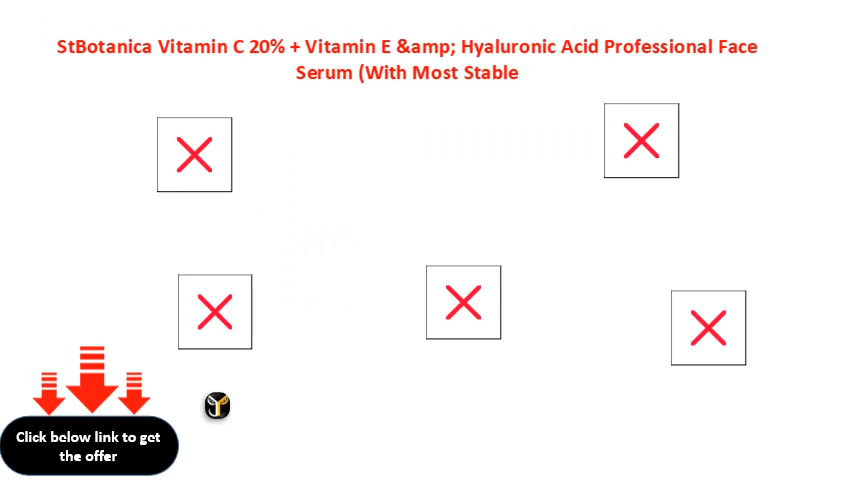 StBotanica Vitamin C 20% + Vitamin E &amp; Hyaluronic Acid Professional Face
Serum (With Most Stable
Click below link to get
the offer